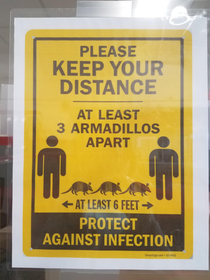 PLEASE
KEEP YOUR
DISTANCE
AT LEAST
3 ARMADILLOS
APART
AT LEAST 6 FEET
PROTECT
AGAINST INFECTION